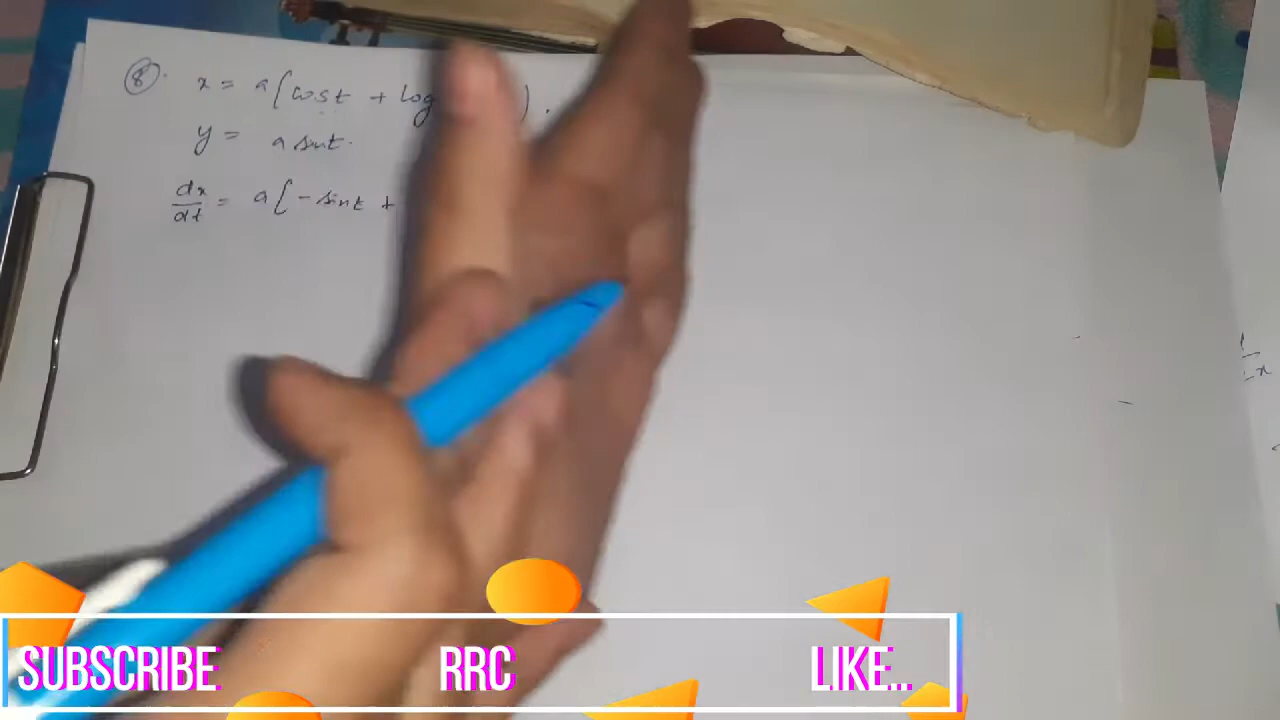 8. x = a[cost + log ).
y = a sint.
dx/dt = a[-sint +
SUBSCRIBE RRC LIKE...